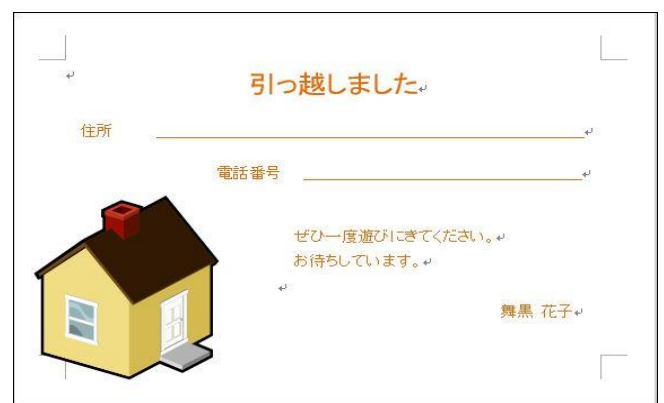 引っ越しました
住所
電話番号
ぜひ一度遊びにきてください。
お待ちしています。
舞黒 花子